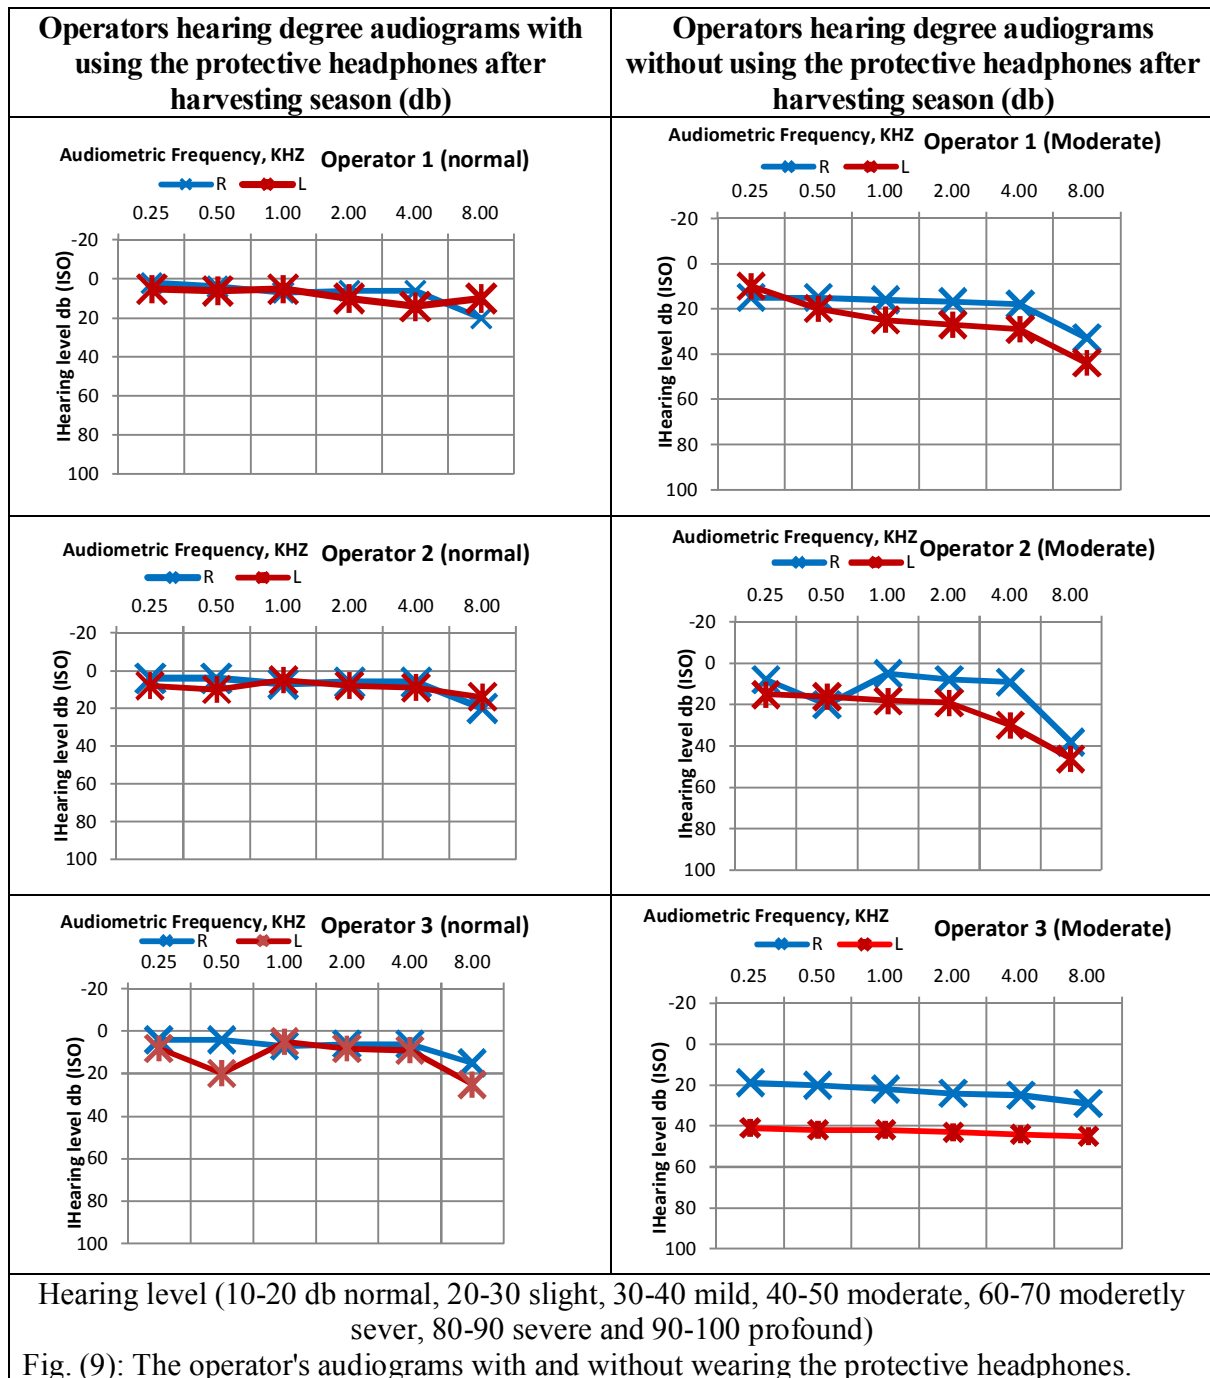 Operators hearing degree audiograms with
using the protective headphones after
harvesting season (db)
Operators hearing degree audiograms
without using the protective headphones after
harvesting season (db)
Audiometric Frequency, KHZ
Operator 1 (normal)
R L
0.25 0.50 1.00 2.00 4.00 8.00
-20
0
20
40
60
80
100
IHearing level db (ISO)
Audiometric Frequency, KHZ
Operator 1 (Moderate)
R L
0.25 0.50 1.00 2.00 4.00 8.00
-20
0
20
40
60
80
100
IHearing level db (ISO)
Audiometric Frequency, KHZ
Operator 2 (normal)
R L
0.25 0.50 1.00 2.00 4.00 8.00
-20
0
20
40
60
80
100
IHearing level db (ISO)
Audiometric Frequency, KHZ
Operator 2 (Moderate)
R L
0.25 0.50 1.00 2.00 4.00 8.00
-20
0
20
40
60
80
100
Ihearing level db (ISO)
Audiometric Frequency, KHZ
Operator 3 (normal)
R L
0.25 0.50 1.00 2.00 4.00 8.00
-20
0
20
40
60
80
100
IHearing level db (ISO)
Audiometric Frequency, KHZ
Operator 3 (Moderate)
R L
0.25 0.50 1.00 2.00 4.00 8.00
-20
0
20
40
60
80
100
IHearing level db (ISO)
Hearing level (10-20 db normal, 20-30 slight, 30-40 mild, 40-50 moderate, 60-70 moderetly
sever, 80-90 severe and 90-100 profound)
Fig. (9): The operator's audiograms with and without wearing the protective headphones.